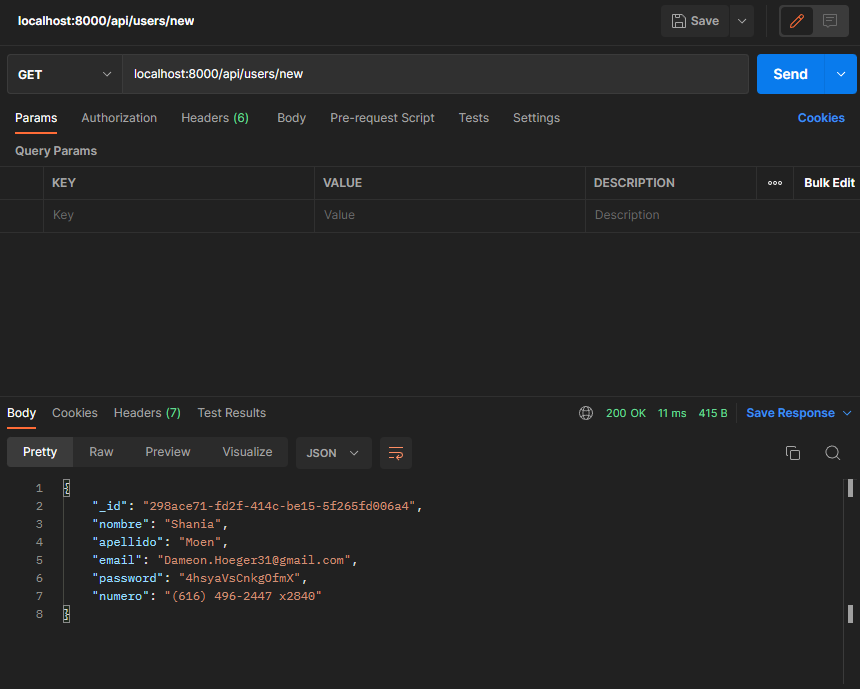 localhost:8000/api/users/new Save
GET localhost:8000/api/users/new Send
Params Authorization Headers (6) Body Pre-request Script Tests Settings Cookies
Query Params
KEY VALUE DESCRIPTION ooo Bulk Edit
Key Value Description
Body Cookies Headers (7) Test Results 200 OK 11 ms 415 B Save Response
Pretty Raw Preview Visualize JSON
1 {
2 "_id": "298ace71-fd2f-414c-be15-5f265fd006a4",
3 "nombre": "Shania",
4 "apellido": "Moen",
5 "email": "Dameon.Hoeger31@gmail.com",
6 "password": "4hsyaVsCnkgOfmX",
7 "numero": "(616) 496-2447 x2840"
8 }